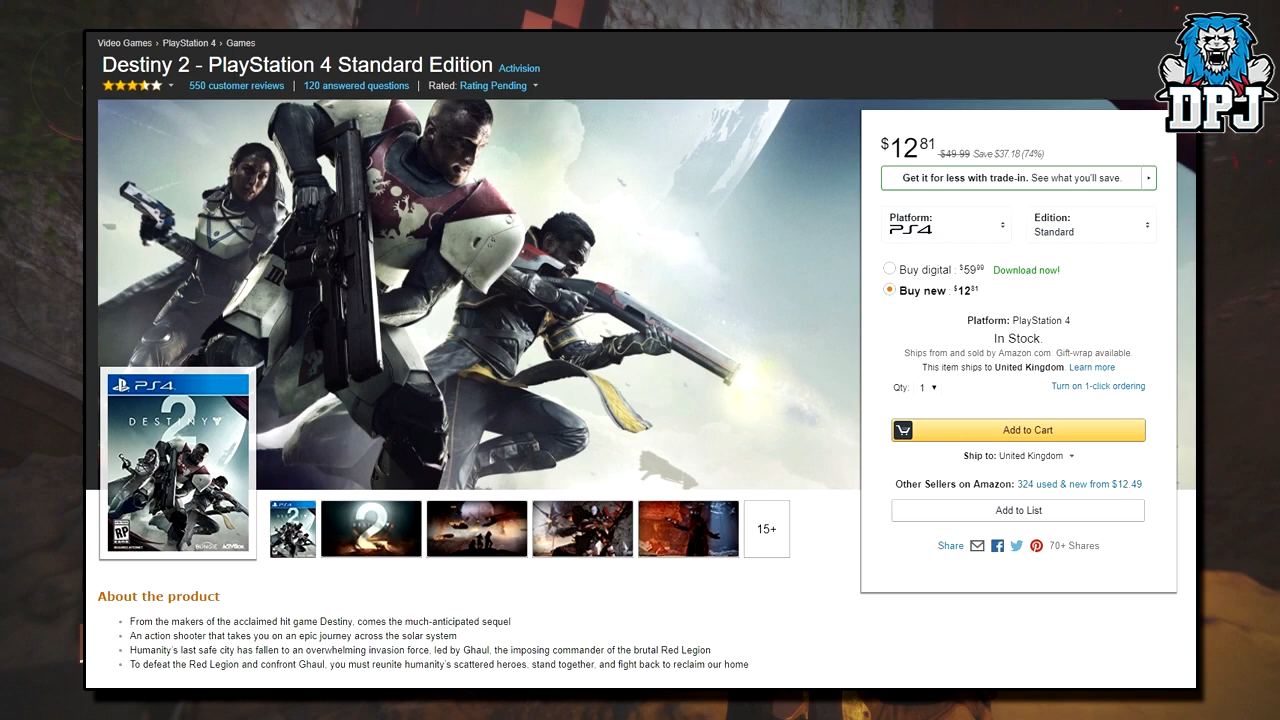 Video Games › PlayStation 4 › Games
Destiny 2 - PlayStation 4 Standard Edition Activision
550 customer reviews | 120 answered questions | Rated: Rating Pending
DPJ
$12 81 $49.99 Save $37.18 (74%)
Get it for less with trade-in. See what you'll save.
Platform:
PS4
Edition:
Standard
Buy digital : $59 99 Download now!
Buy new : $12 81
Platform: PlayStation 4
In Stock.
Ships from and sold by Amazon.com. Gift-wrap available.
This item ships to United Kingdom. Learn more
Qty: 1
Turn on 1-click ordering
Add to Cart
Ship to: United Kingdom
Other Sellers on Amazon: 324 used & new from $12.49
Add to List
Share 70+ Shares
PS4
2
DESTINY
RP
BUNGIE ACTIVISION
PS4
2
15+
About the product
• From the makers of the acclaimed hit game Destiny, comes the much-anticipated sequel
• An action shooter that takes you on an epic journey across the solar system
• Humanity's last safe city has fallen to an overwhelming invasion force, led by Ghaul, the imposing commander of the brutal Red Legion
• To defeat the Red Legion and confront Ghaul, you must reunite humanity's scattered heroes, stand together, and fight back to reclaim our home